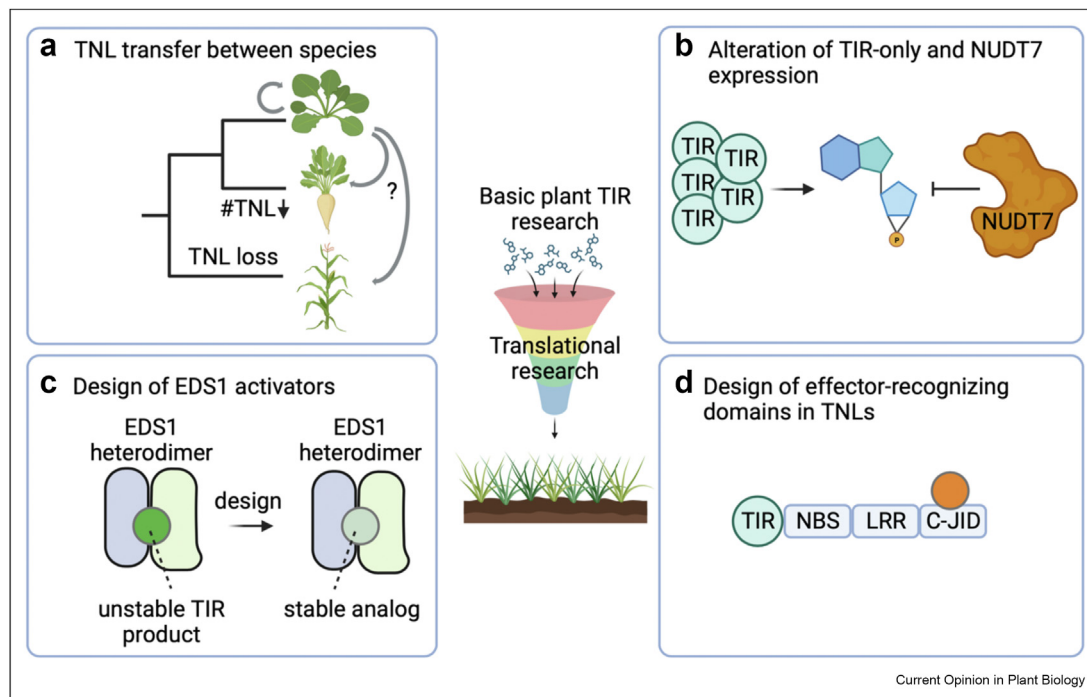 a TNL transfer between species
?
#TNL↓
TNL loss
b Alteration of TIR-only and NUDT7
expression
TIR
TIR
TIR
TIR
TIR
P
NUDT7
Basic plant TIR
research
Translational
research
c Design of EDS1 activators
EDS1
heterodimer
EDS1
heterodimer
design
unstable TIR
product
stable analog
d Design of effector-recognizing
domains in TNLs
TIR NBS LRR C-JID
Current Opinion in Plant Biology